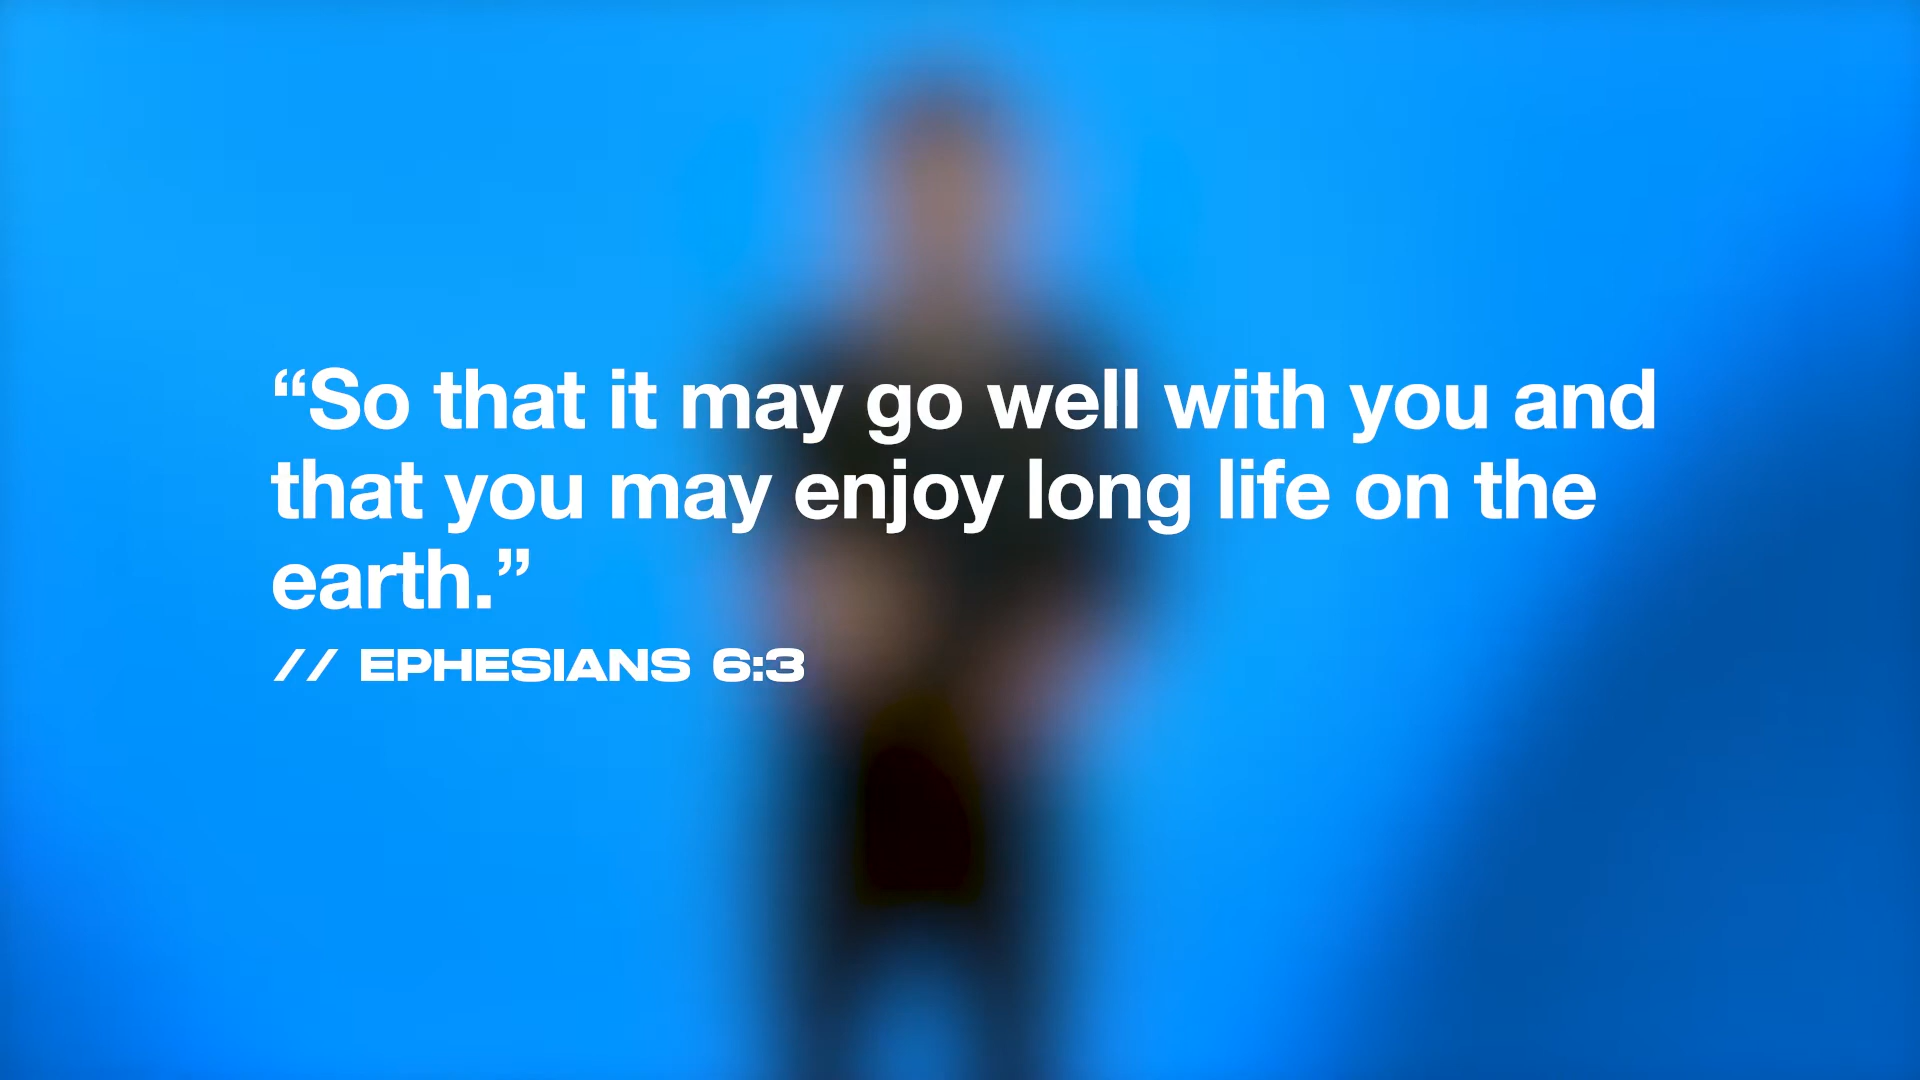 “So that it may go well with you and
that you may enjoy long life on the
earth.”
// EPHESIANS 6:3